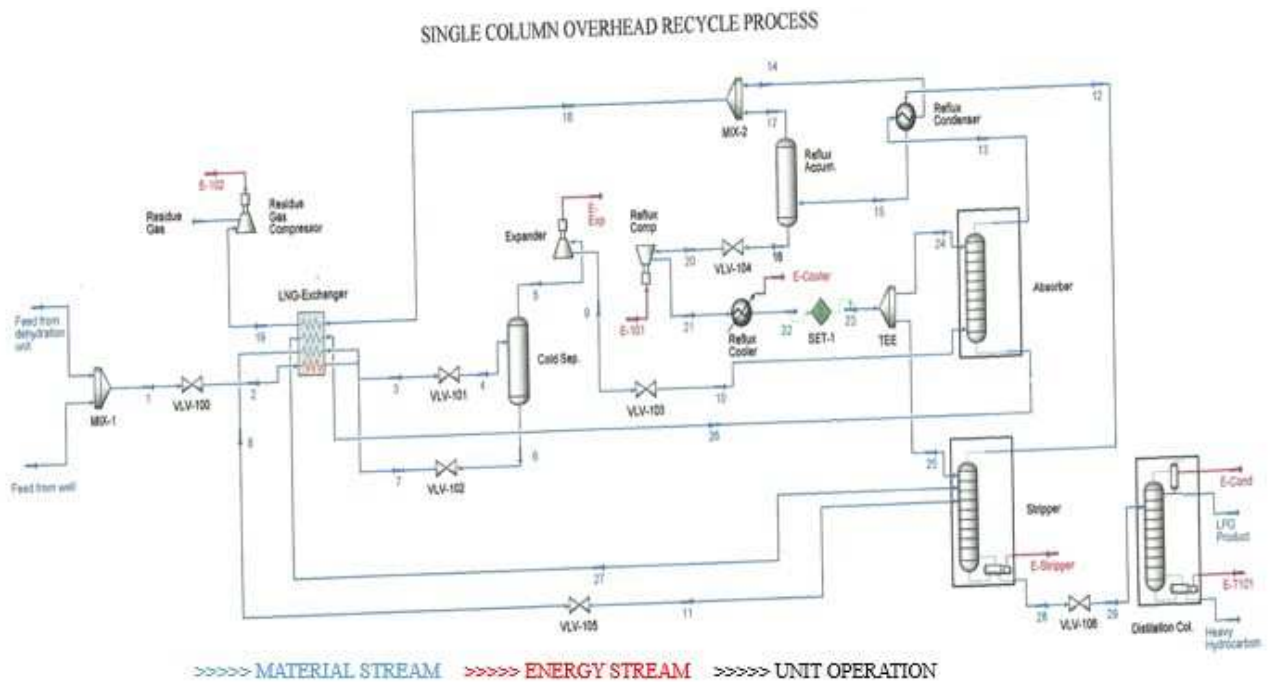 SINGLE COLUMN OVERHEAD RECYCLE PROCESS
14
12
18
17
MIX-2
Reflux
Condenser
13
Reflux
Accum.
E-102
Residue
Gas
Residue
Gas
Compressor
E-
Exp
Expander
Reflux
Comp
15
24
20
VLV-104
16
E-Cooler
Absorber
LNG-Exchanger
5
9
E-101
21
Reflux
Cooler
22
SET-1
23
TEE
Feed from
dehydration
unit
19
Cold Sep.
MIX-1
1
VLV-100
2
3
VLV-101
4
VLV-103
10
26
8
6
7
VLV-102
25
Feed from well
Stripper
E-Cond
LPG
Product
27
E-Stripper
E-T101
VLV-105
11
28
VLV-106
29
Distillation Col.
Heavy
Hydrocarbon
>>>>> MATERIAL STREAM >>>>> ENERGY STREAM >>>>> UNIT OPERATION